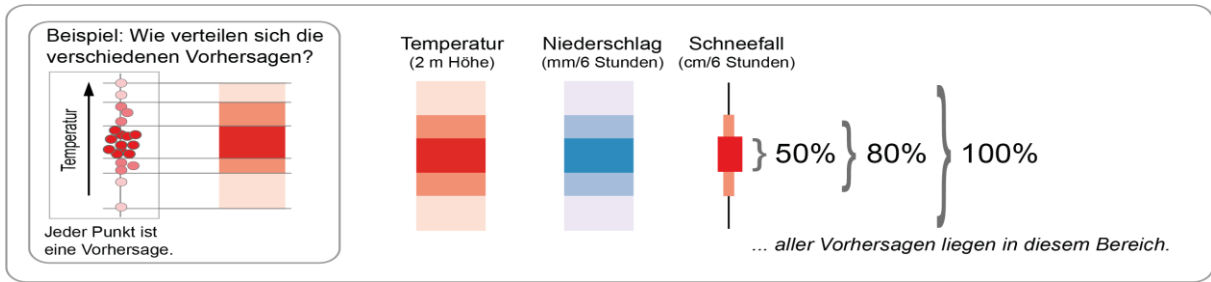 Beispiel: Wie verteilen sich die
verschiedenen Vorhersagen?
Temperatur
Jeder Punkt ist
eine Vorhersage.
Temperatur
(2 m Höhe)
Niederschlag
(mm/6 Stunden)
Schneefall
(cm/6 Stunden)
50%
80%
100%
... aller Vorhersagen liegen in diesem Bereich.